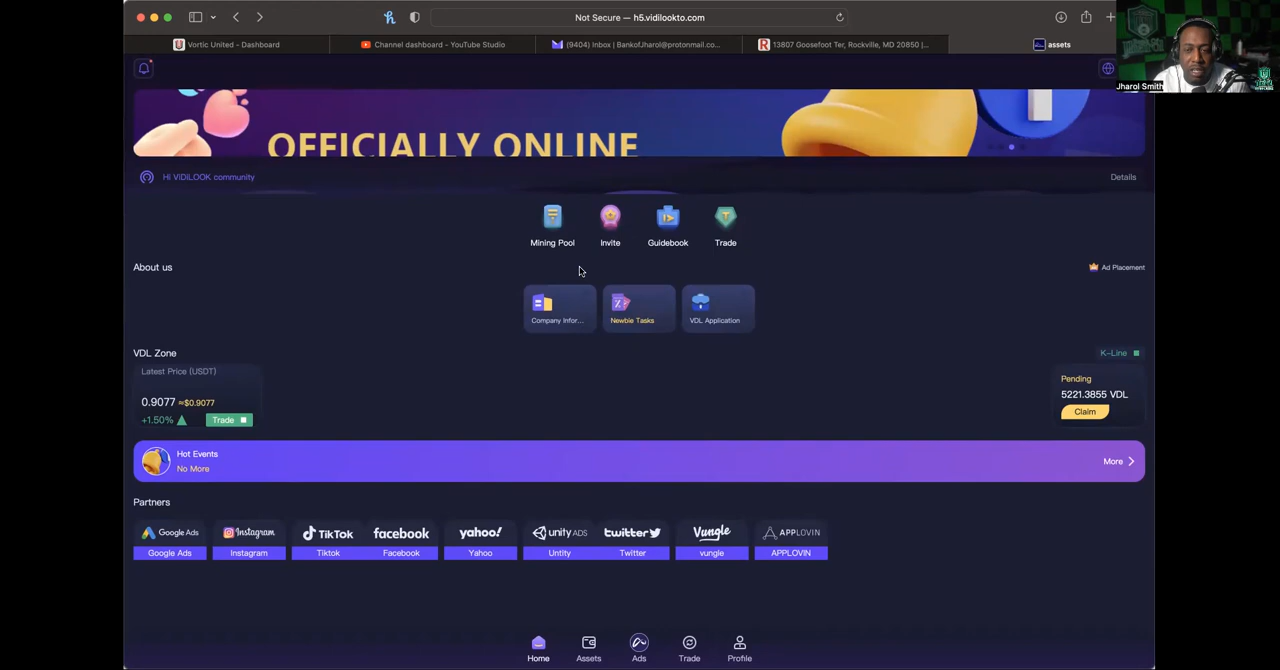 Not Secure — h5.vidilookto.com
Vortic United - Dashboard
Channel dashboard - YouTube Studio
(9404) Inbox | BankofJharol@protonmail.co...
13807 Goosefoot Ter, Rockville, MD 20850 |...
assets
Jharol Smith
OFFICIALLY ONLINE
Hi VIDILOOK community
Details
Mining Pool
Invite
Guidebook
Trade
About us
Ad Placement
Company Infor...
Newbie Tasks
VDL Application
VDL Zone
K-Line
Latest Price (USDT)
0.9077 ≈$0.9077
+1.50%
Trade
Pending
5221.3855 VDL
Claim
Hot Events
No More
More
Partners
Google Ads
Instagram
TikTok
facebook
yahoo!
unity ADS
twitter
Vungle
APPLOVIN
Google Ads
Instagram
Tiktok
Facebook
Yahoo
Untity
Twitter
vungle
APPLOVIN
Home
Assets
Ads
Trade
Profile